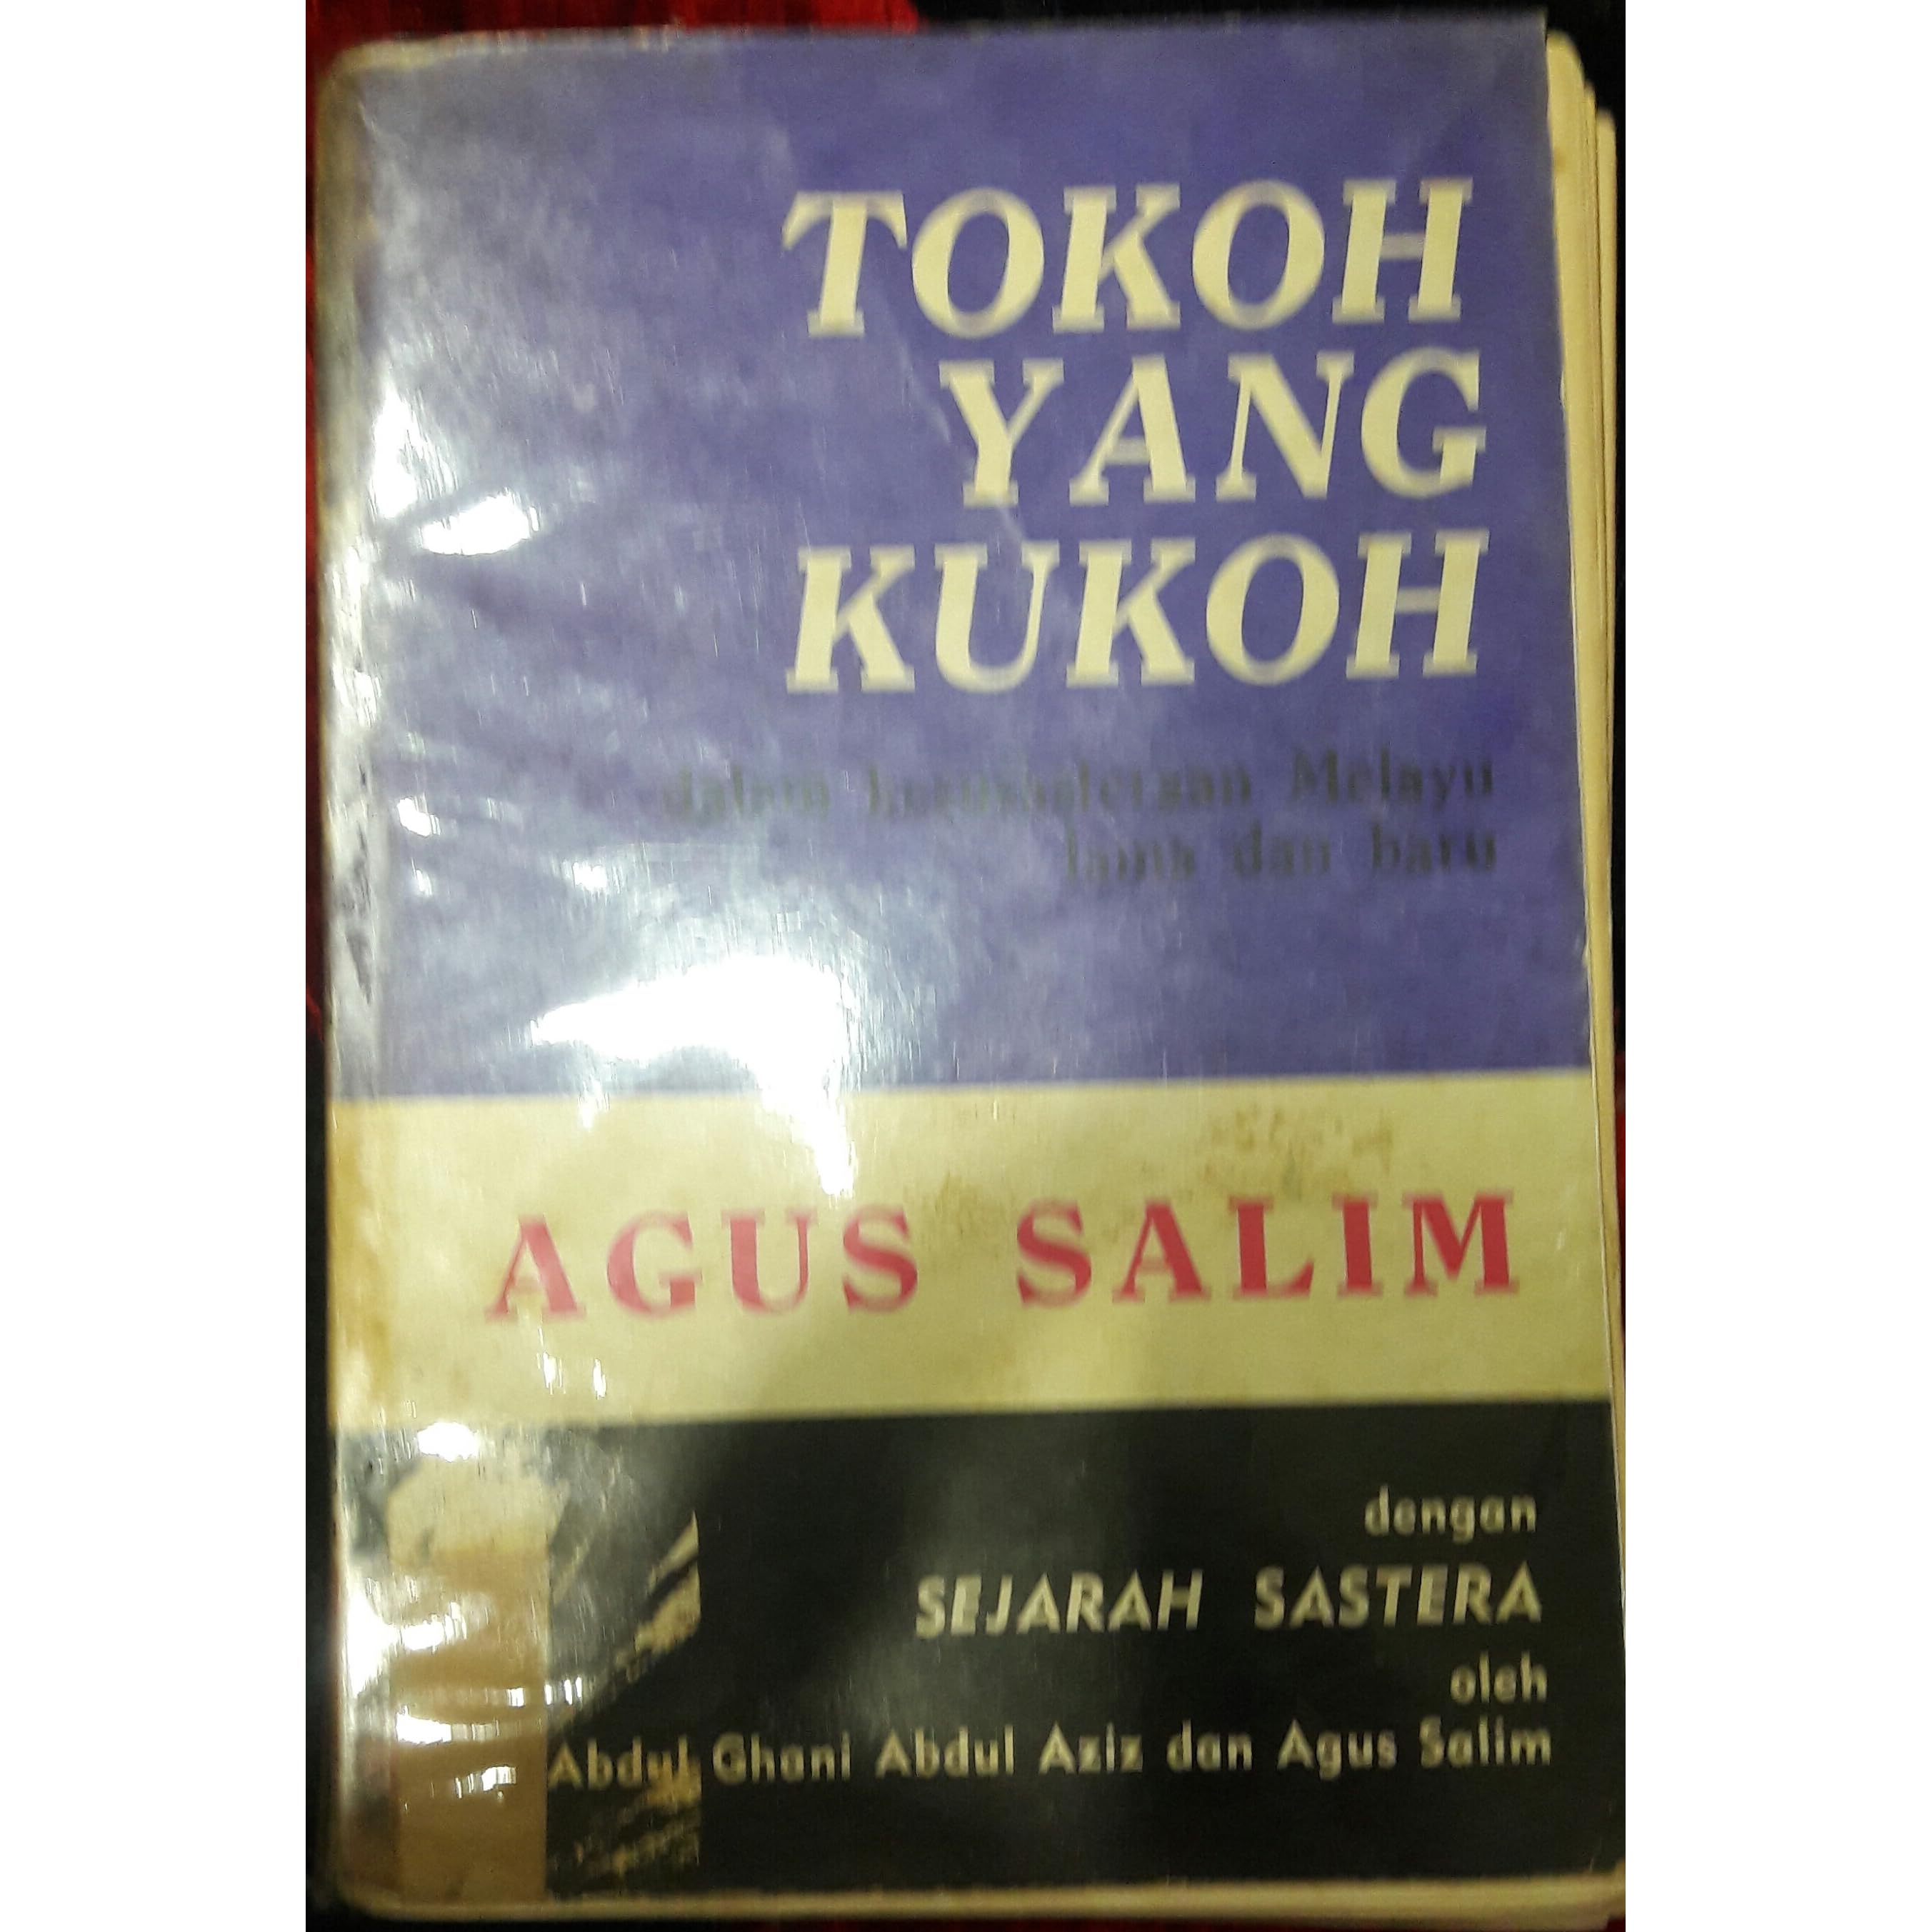 TOKOH
YANG
KUKOH
dalam kesusasteraan Melayu
lama dan baru
AGUS SALIM
dengan
SEJARAH SASTERA
oleh
Abdul Ghani Abdul Aziz dan Agus Salim